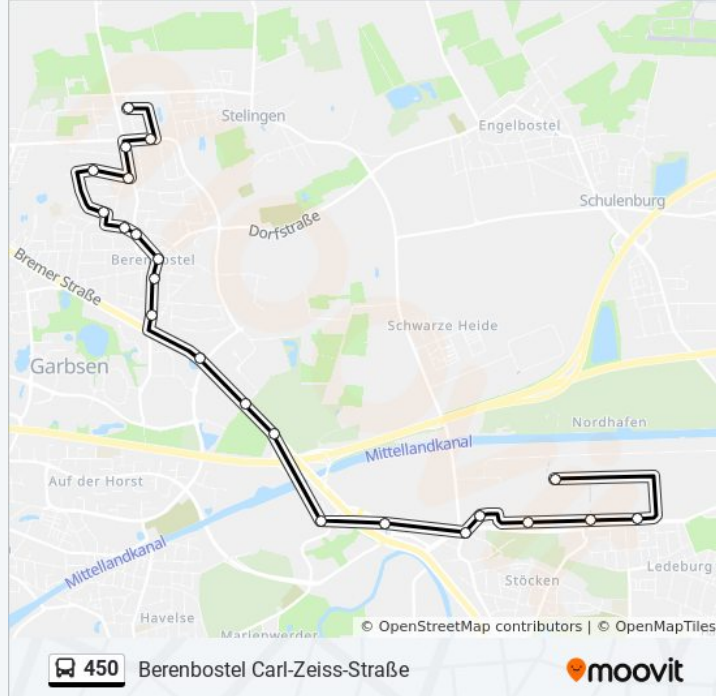 Stelingen
Engelbostel
Schulenburg
Dorfstraße
Berenbostel
Bremer Straße
Schwarze Heide
Garbsen
Nordhafen
Mittellandkanal
Auf der Horst
Mittellandkanal
Ledeburg
Stöcken
Havelse
Marienwerder
© OpenStreetMap contributors | © OpenMapTiles
450 Berenbostel Carl-Zeiss-Straße moovit